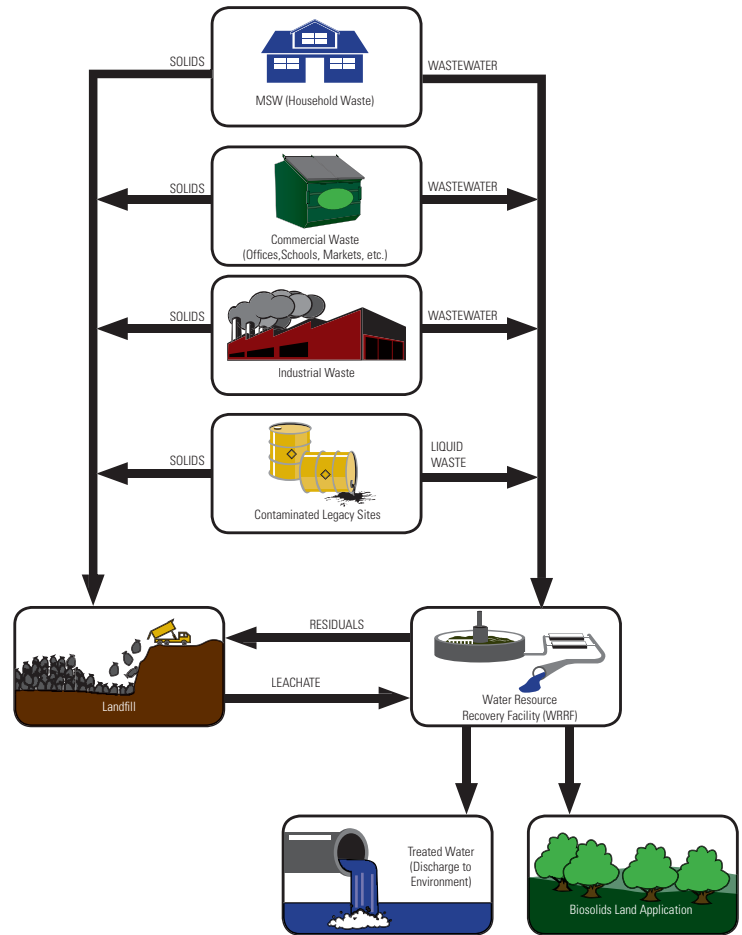 SOLIDS
WASTEWATER
MSW (Household Waste)
SOLIDS
WASTEWATER
Commercial Waste
(Offices,Schools, Markets, etc.)
SOLIDS
WASTEWATER
Industrial Waste
SOLIDS
LIQUID
WASTE
Contaminated Legacy Sites
RESIDUALS
LEACHATE
Landfill
Water Resource
Recovery Facility (WRRF)
Treated Water
(Discharge to
Environment)
Biosolids Land Application